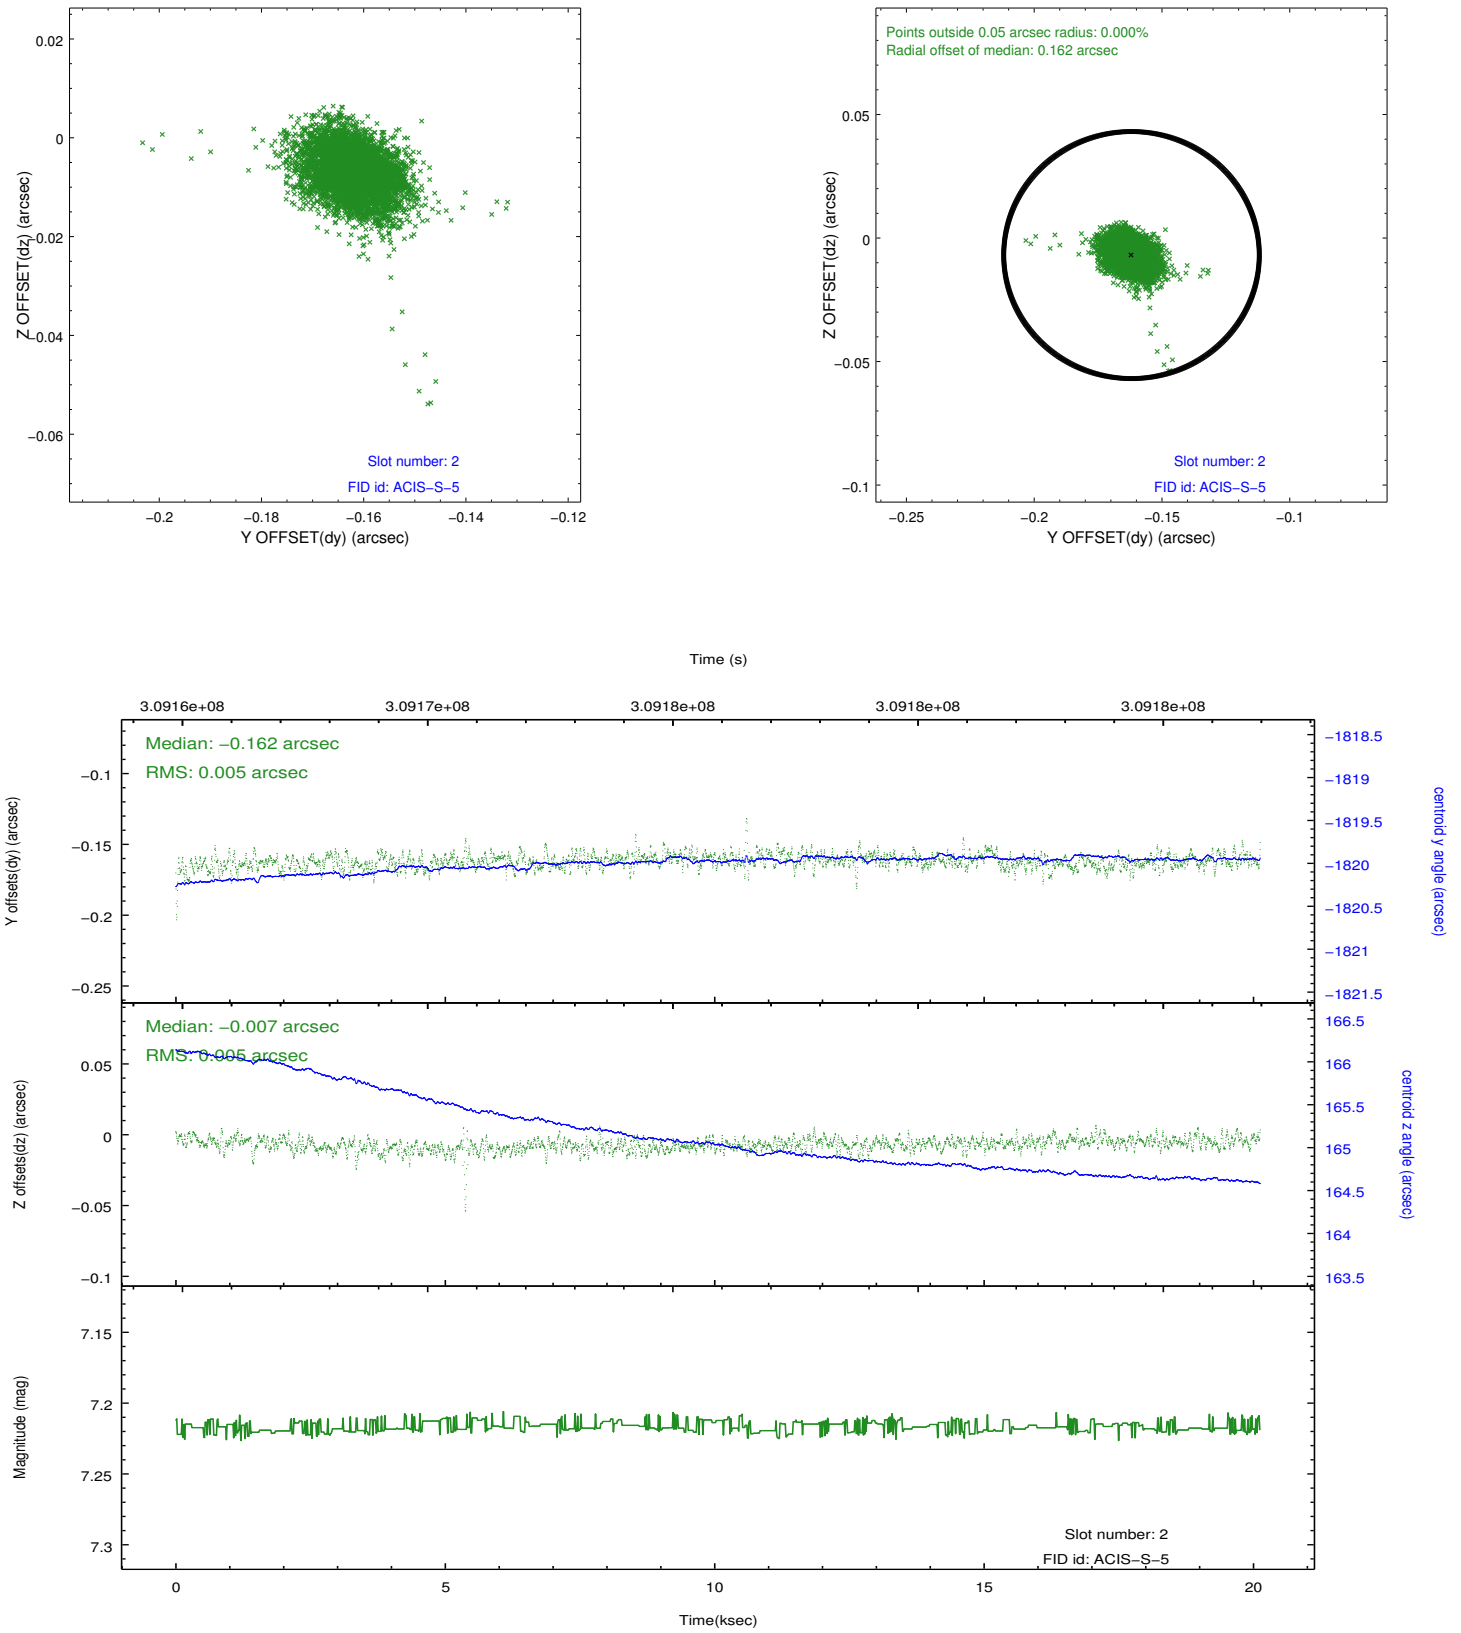 0.02
0
−0.02
−0.04
−0.06
Z OFFSET(dz) (arcsec)
Slot number: 2
FID id: ACIS−S−5
−0.2 −0.18 −0.16 −0.14 −0.12
Y OFFSET(dy) (arcsec)
Points outside 0.05 arcsec radius: 0.000%
Radial offset of median: 0.162 arcsec
0.05
0
−0.05
−0.1
Z OFFSET(dz) (arcsec)
Slot number: 2
FID id: ACIS−S−5
−0.25 −0.2 −0.15 −0.1
Y OFFSET(dy) (arcsec)
Time (s)
3.0916e+08 3.0917e+08 3.0918e+08 3.0918e+08 3.0918e+08
Median: −0.162 arcsec
RMS: 0.005 arcsec
−0.1
−0.15
−0.2
−0.25
Y offsets(dy) (arcsec)
−1818.5
−1819
−1819.5
−1820
−1820.5
−1821
−1821.5
centroid y angle (arcsec)
Median: −0.007 arcsec
RMS: 0.005 arcsec
0.05
0
−0.05
−0.1
Z offsets(dz) (arcsec)
166.5
166
165.5
165
164.5
164
163.5
centroid z angle (arcsec)
7.15
7.2
7.25
7.3
Magnitude (mag)
Slot number: 2
FID id: ACIS−S−5
0 5 10 15 20
Time(ksec)